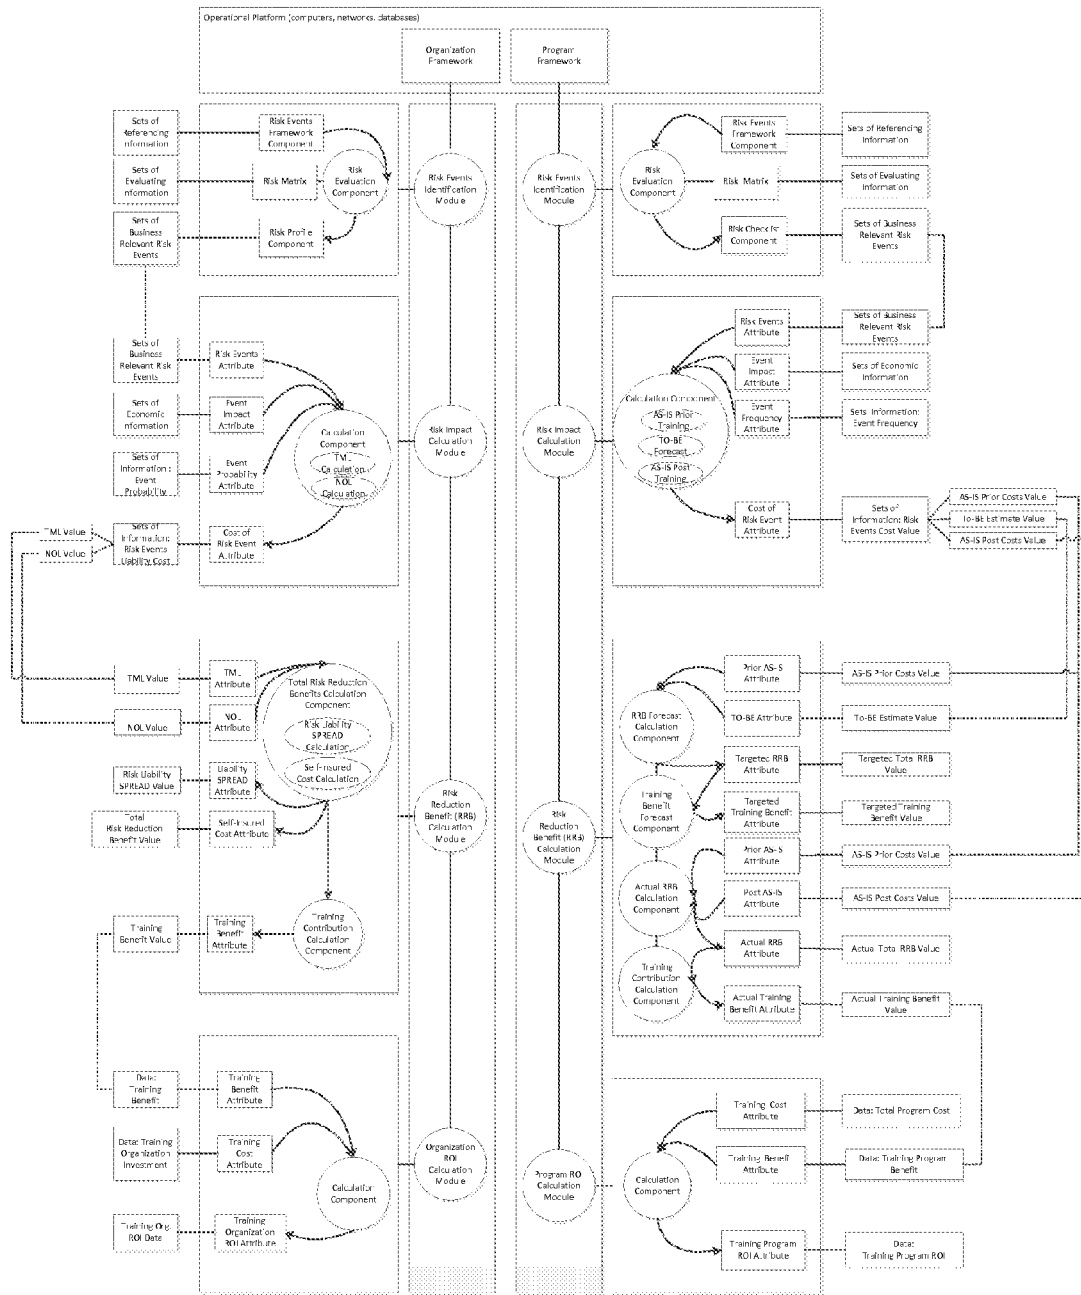 Operational Platform (computers, networks, databases)
Organization
Framework
Program
Framework
Sets of
Referencing
Information
Risk Events
Framework
Component
Sets of
Evaluating
Information
Risk Matrix
Risk
Evaluation
Component
Sets of
Business
Relevant Risk
Events
Risk Profile
Component
Risk Events
Identification
Module
Risk Events
Identification
Module
Risk
Evaluation
Component
Risk Events
Framework
Component
Sets of Referencing
Information
Risk Matrix
Sets of Evaluating
Information
Risk Checklist
Component
Sets of Business
Relevant Risk
Events
Sets of
Business
Relevant Risk
Events
Risk Events
Attribute
Sets of
Economic
Information
Event
Impact
Attribute
Sets of
Information :
Event
Probability
Event
Probability
Attribute
Calculation
Component
TML
Calculation
NOL
Calculation
TML Value
NOL Value
Sets of
Information:
Risk Events
Liability Cost
Cost of
Risk Event
Attribute
Risk Impact
Calculation
Module
Risk Impact
Calculation
Module
Calculation Component
AS-IS Prior
Training
TO-BE
Forecast
AS-IS Post
Training
Risk Events
Attribute
Sets of Business
Relevant Risk
Events
Event
Impact
Attribute
Sets of Economic
Information
Event
Frequency
Attribute
Sets Information:
Event Frequency
Cost of
Risk Event
Attribute
Sets of
Information: Risk
Events Cost Value
AS-IS Prior Costs Value
To-BE Estimate Value
AS-IS Post Costs Value
TML Value
TML
Attribute
NOL Value
NOL
Attribute
Total Risk Reduction
Benefits Calculation
Component
Risk Liability
SPREAD
Calculation
Self-Insured
Cost Calculation
Risk Liability
SPREAD Value
Liability
SPREAD
Attribute
Total
Risk Reduction
Benefit Value
Self-Insured
Cost Attribute
Training
Benefit Value
Training
Benefit
Attribute
Training
Contribution
Calculation
Component
Risk
Reduction
Benefit (RRB)
Calculation
Module
Risk
Reduction
Benefit (RRB)
Calculation
Module
RRB Forecast
Calculation
Component
Training
Benefit
Forecast
Component
Actual RRB
Calculation
Component
Training
Contribution
Calculation
Component
Prior AS-IS
Attribute
AS-IS Prior Costs Value
TO-BE Attribute
To-BE Estimate Value
Targeted RRB
Attribute
Targeted Total RRB
Value
Targeted
Training Benefit
Attribute
Targeted Training
Benefit Value
Prior AS-IS
Attribute
AS-IS Prior Costs Value
Post AS-IS
Attribute
AS-IS Post Costs Value
Actual RRB
Attribute
Actual Total RRB Value
Actual Training
Benefit Attribute
Actual Training Benefit
Value
Data:
Training
Benefit
Training
Benefit
Attribute
Data: Training
Organization
Investment
Training
Cost
Attribute
Calculation
Component
Training Org.
ROI Data
Training
Organization
ROI Attribute
Organization
ROI
Calculation
Module
Program ROI
Calculation
Module
Calculation
Component
Training Cost
Attribute
Data: Total Program Cost
Training Benefit
Attribute
Data: Training Program
Benefit
Training Program
ROI Attribute
Data:
Training Program ROI